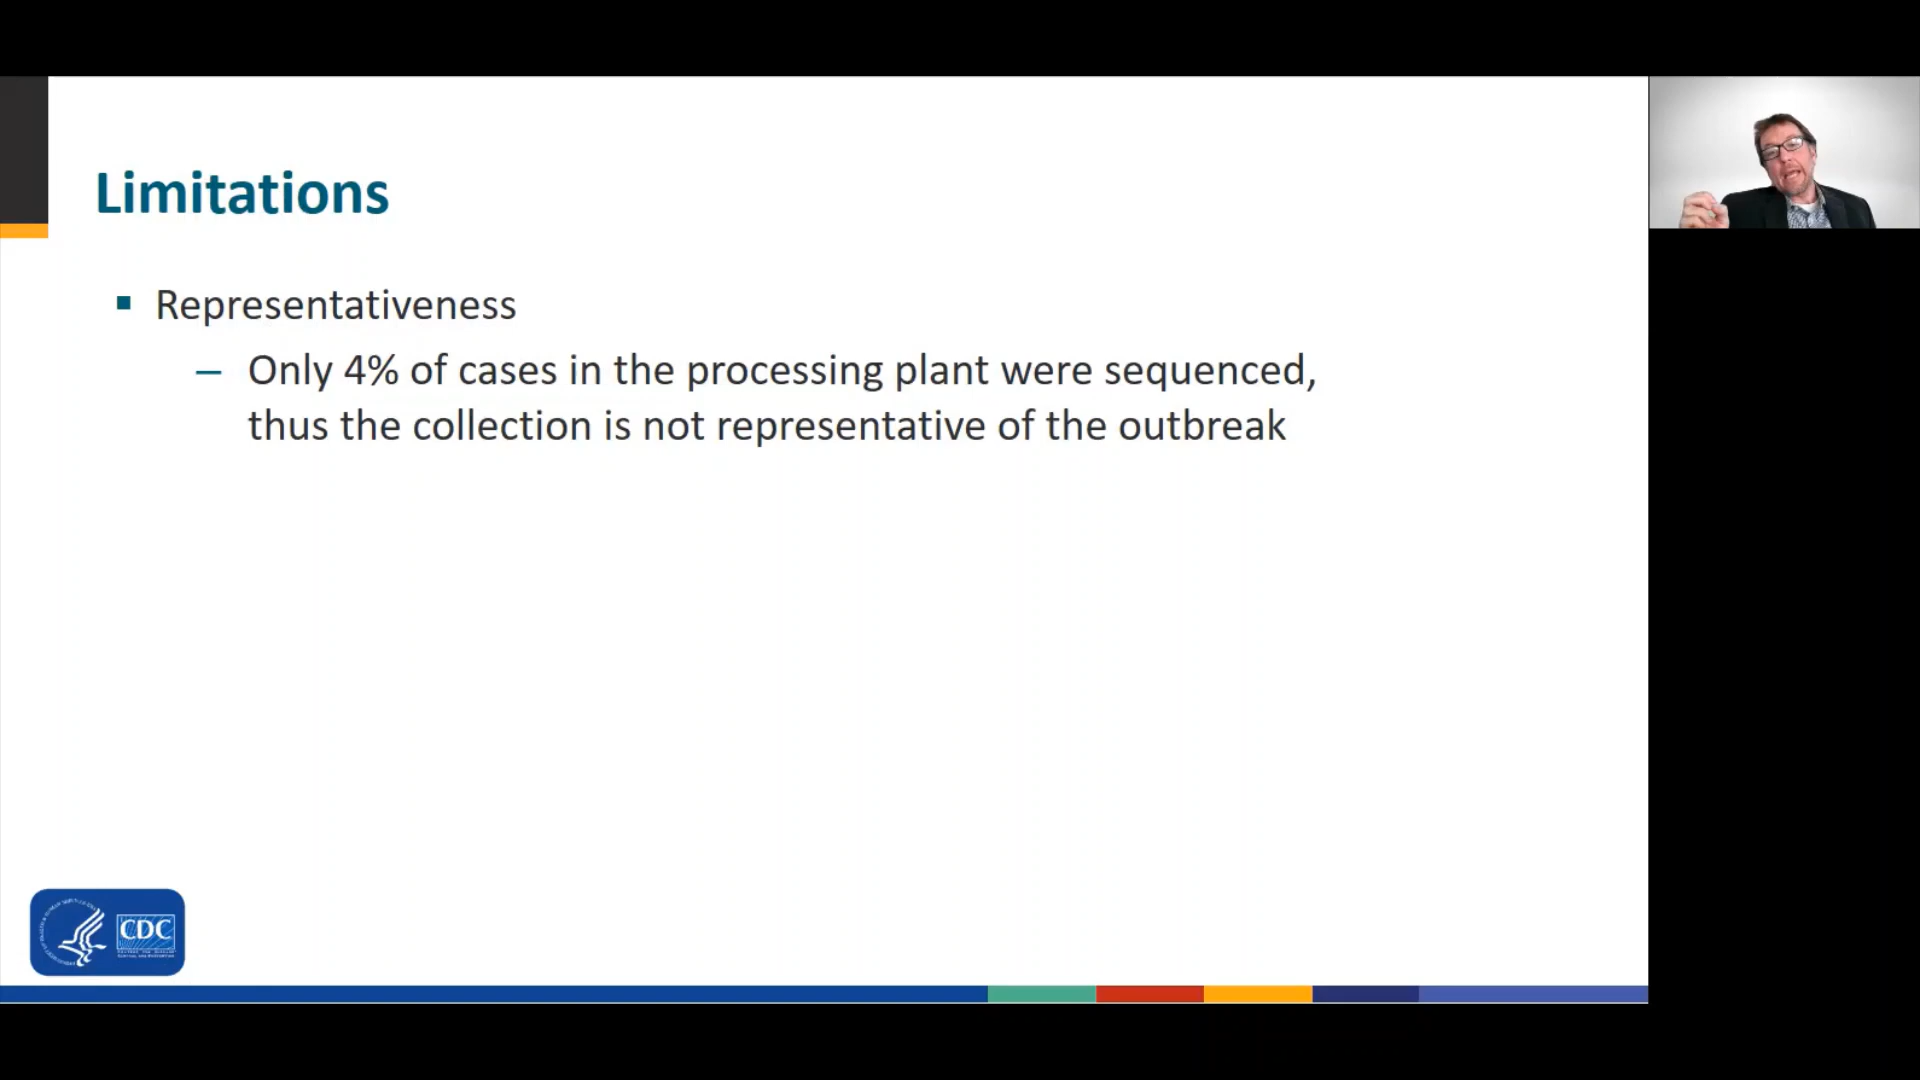 Limitations
Representativeness
– Only 4% of cases in the processing plant were sequenced,
thus the collection is not representative of the outbreak
CDC